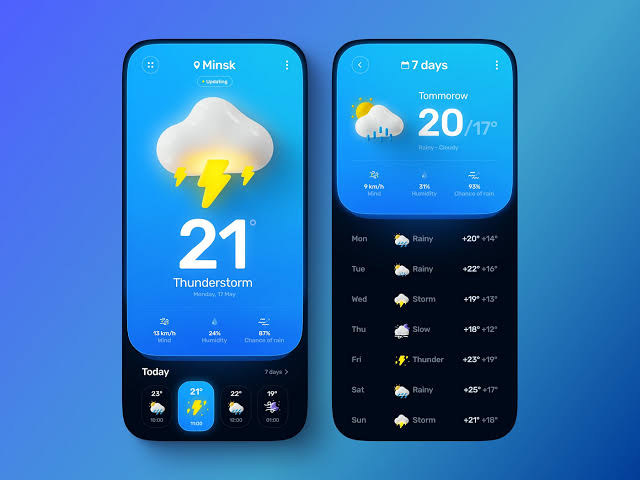 Minsk
• Updating
21°
Thunderstorm
Monday, 17 May
13 km/h
Wind
24%
Humidity
87%
Chance of rain
Today
7 days >
23°
10:00
21°
11:00
22°
12:00
19°
01:00
7 days
Tommorow
20/17°
Rainy - Cloudy
9 km/h
Wind
31%
Humidity
93%
Chance of rain
Mon Rainy +20° +14°
Tue Rainy +22° +16°
Wed Storm +19° +13°
Thu Slow +18° +12°
Fri Thunder +23° +19°
Sat Rainy +25° +17°
Sun Storm +21° +18°